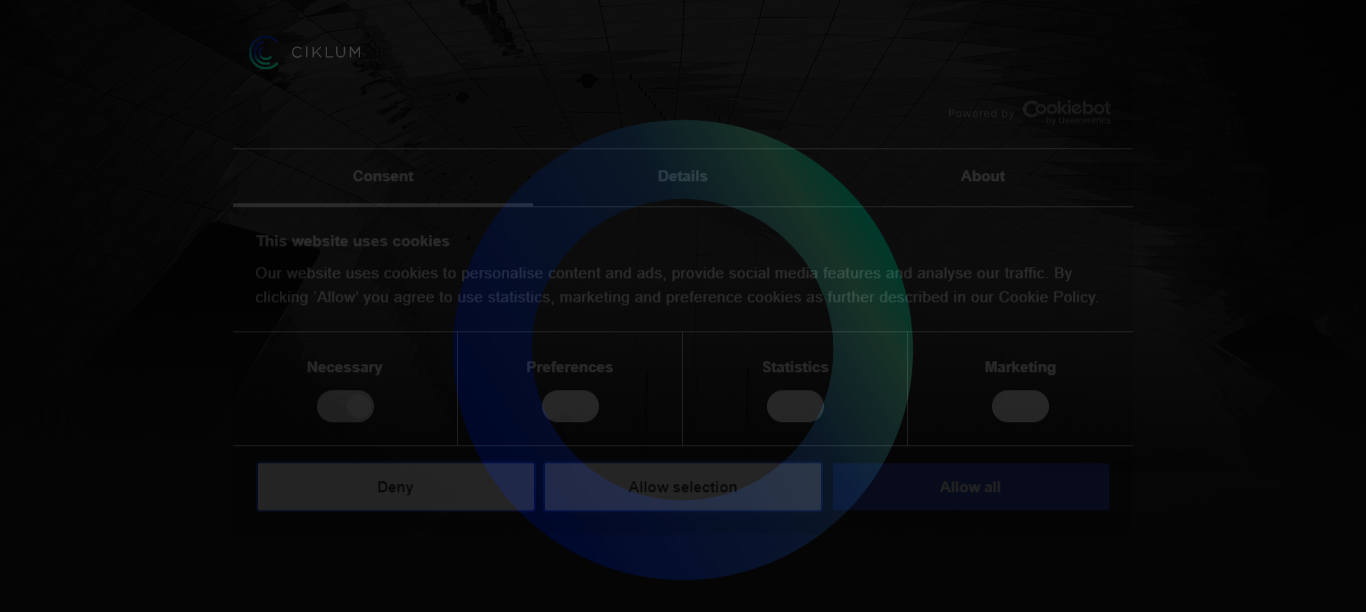 CIKLUM
Powered by Cookiebot
by Usercentrics
Consent Details About
This website uses cookies
Our website uses cookies to personalise content and ads, provide social media features and analyse our traffic. By
clicking 'Allow' you agree to use statistics, marketing and preference cookies as further described in our Cookie Policy.
Necessary Preferences Statistics Marketing
Deny Allow selection Allow all